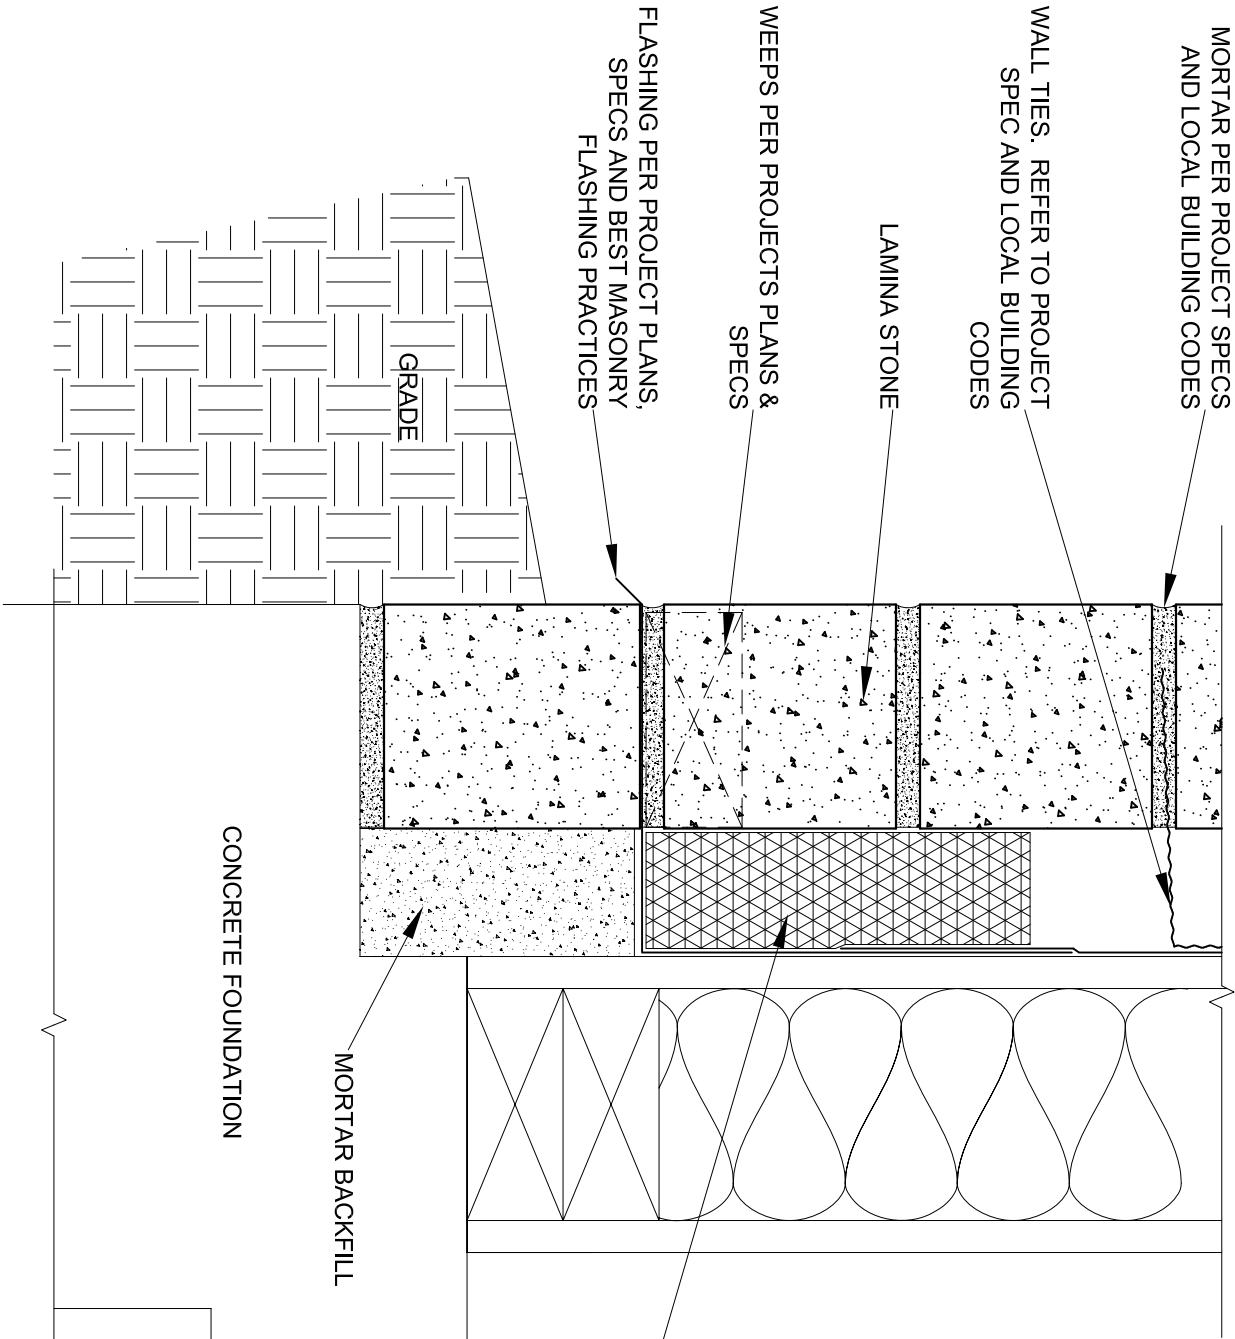 MORTAR PER PROJECT SPECS
AND LOCAL BUILDING CODES
WALL TIES. REFER TO PROJECT
SPEC AND LOCAL BUILDING
CODES
LAMINA STONE
WEEPS PER PROJECTS PLANS &
SPECS
FLASHING PER PROJECT PLANS,
SPECS AND BEST MASONRY
FLASHING PRACTICES
GRADE
MORTAR BACKFILL
CONCRETE FOUNDATION